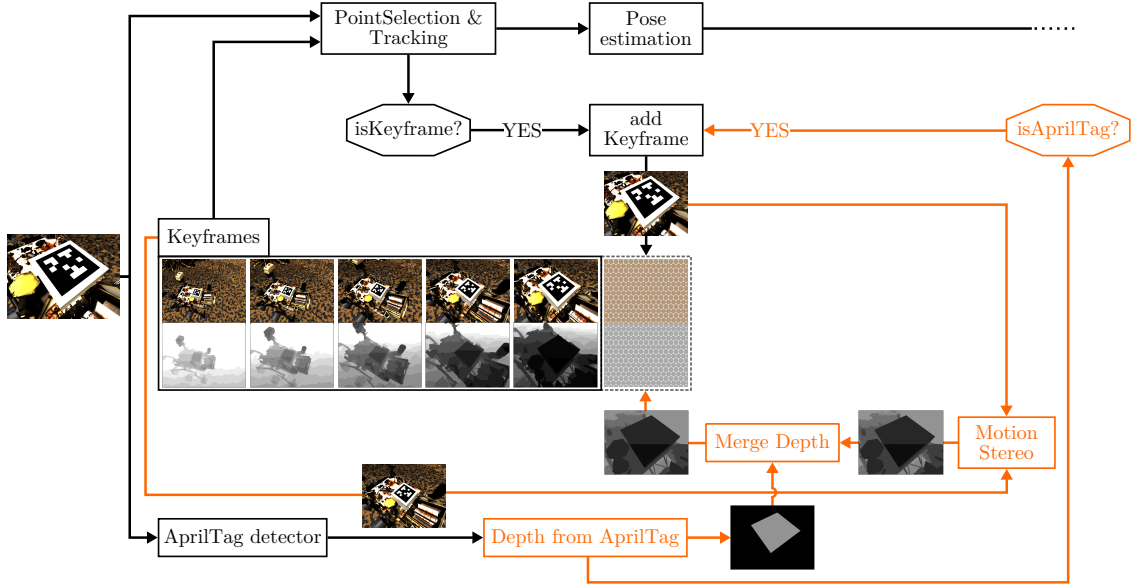 PointSelection &
Tracking
Pose
estimation
isKeyframe?
YES
add
Keyframe
YES
isAprilTag?
Keyframes
Merge Depth
Motion
Stereo
AprilTag detector
Depth from AprilTag